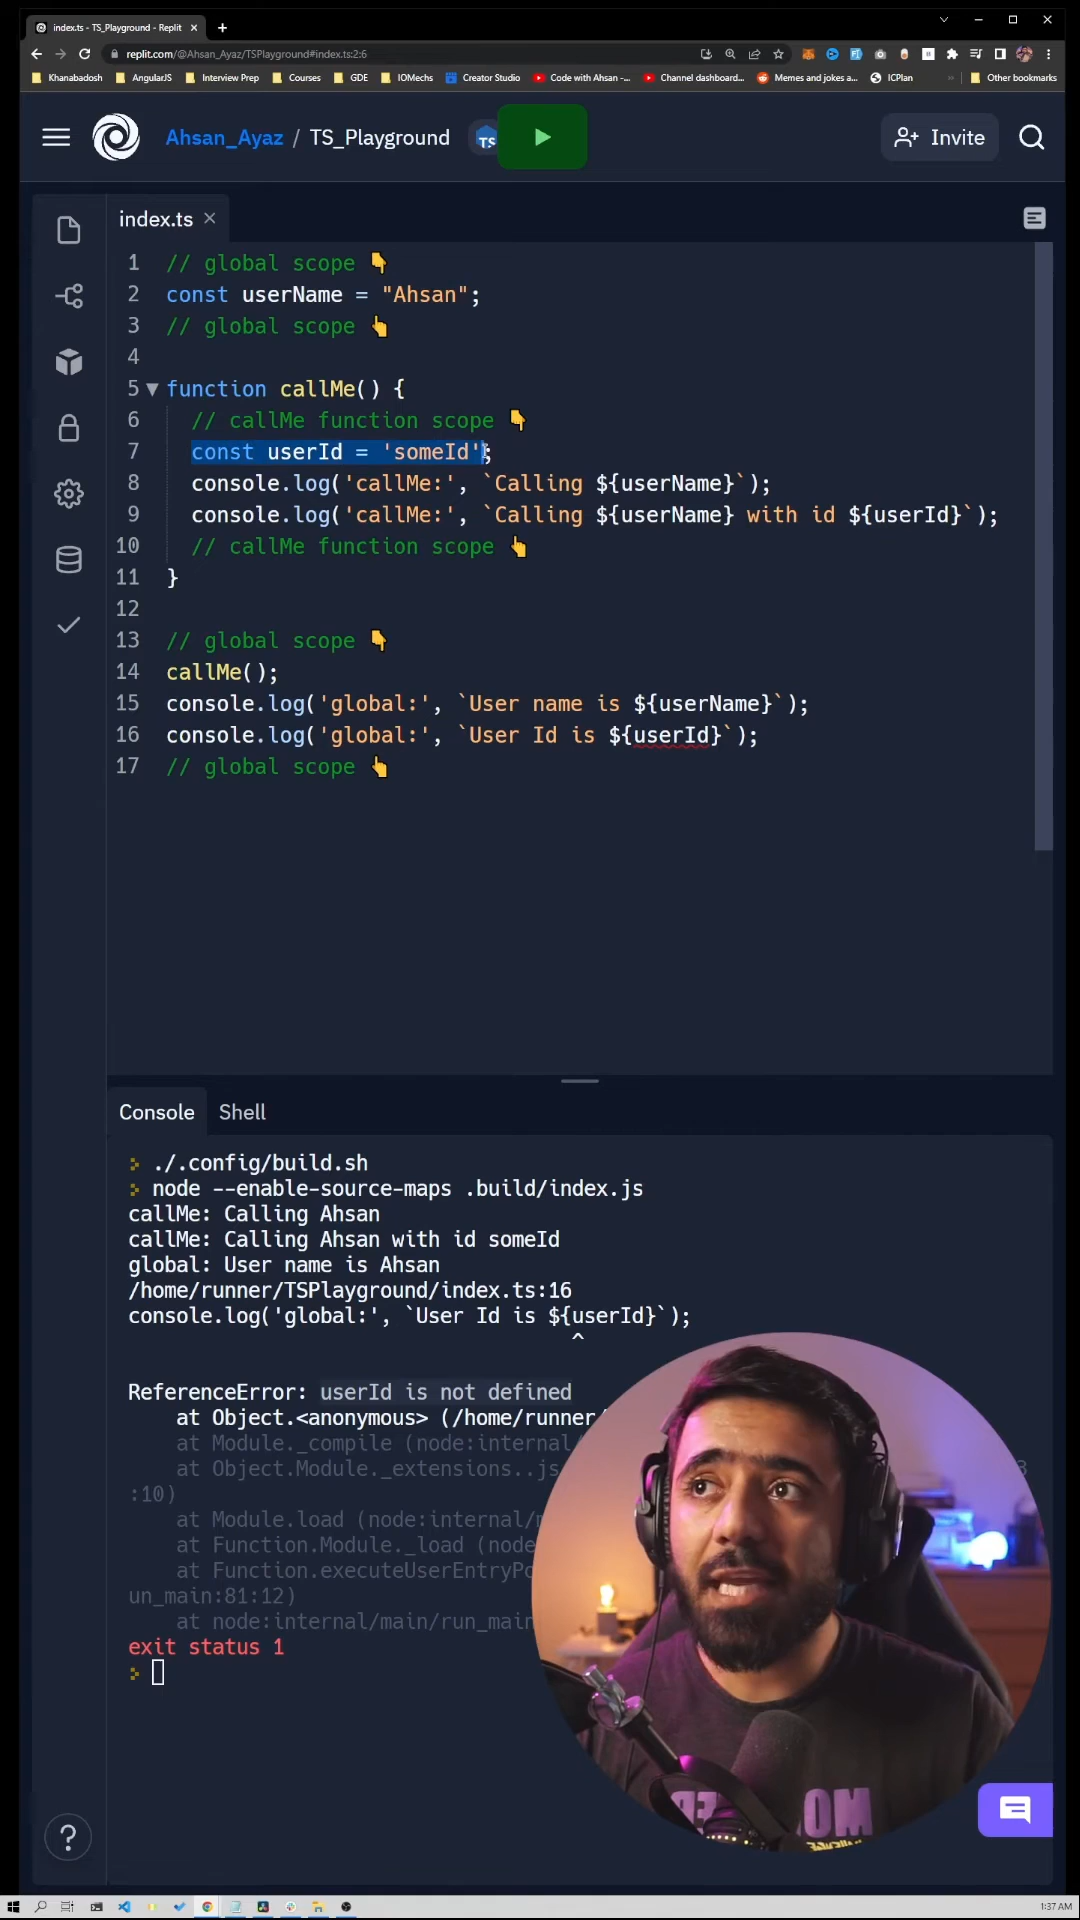 index.ts - TS_Playground - Replit
replit.com/@Ahsan_Ayaz/TSPlayground#index.ts:2:6
Khanabadosh AngularJS Interview Prep Courses GDE IOMechs Creator Studio Code with Ahsan -... Channel dashboard... Memes and jokes a... ICPlan » Other bookmarks
Ahsan_Ayaz / TS_Playground TS Invite
index.ts
1 // global scope 👇
2 const userName = "Ahsan";
3 // global scope 👆
4
5 function callMe() {
6 // callMe function scope 👇
7 const userId = 'someId';
8 console.log('callMe:', `Calling ${userName}`);
9 console.log('callMe:', `Calling ${userName} with id ${userId}`);
10 // callMe function scope 👆
11 }
12
13 // global scope 👇
14 callMe();
15 console.log('global:', `User name is ${userName}`);
16 console.log('global:', `User Id is ${userId}`);
17 // global scope 👆
Console Shell
./.config/build.sh
node --enable-source-maps .build/index.js
callMe: Calling Ahsan
callMe: Calling Ahsan with id someId
global: User name is Ahsan
/home/runner/TSPlayground/index.ts:16
console.log('global:', `User Id is ${userId}`);
^
ReferenceError: userId is not defined
at Object.<anonymous> (/home/runner/
at Module._compile (node:internal/
at Object.Module._extensions..js
:10)
at Module.load (node:internal/
at Function.Module._load (node
at Function.executeUserEntryPo
un_main:81:12)
at node:internal/main/run_main
exit status 1
?
1:37 AM